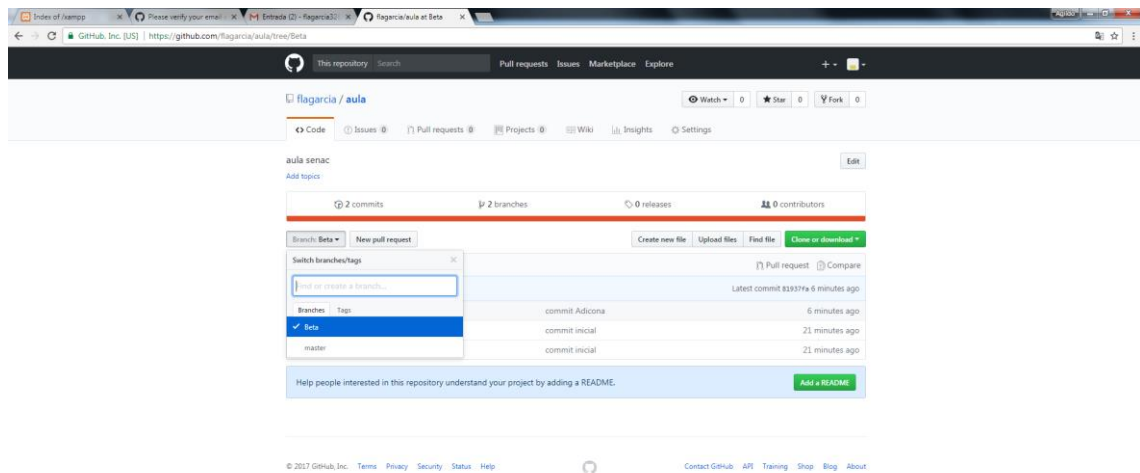 Index of /xampp
Please verify your email
Entrada (2) - flagarcia32
flagarcia/aula at Beta
GitHub, Inc. [US] | https://github.com/flagarcia/aula/tree/Beta
This repository Search Pull requests Issues Marketplace Explore
flagarcia / aula Watch 0 Star 0 Fork 0
Code Issues 0 Pull requests 0 Projects 0 Wiki Insights Settings
aula senac Edit
Add topics
2 commits 2 branches 0 releases 0 contributors
Branch: Beta New pull request Create new file Upload files Find file Clone or download
Switch branches/tags Pull request Compare
Find or create a branch... Latest commit 81937fa 6 minutes ago
Branches Tags commit Adicona 6 minutes ago
Beta commit inicial 21 minutes ago
master commit inicial 21 minutes ago
Help people interested in this repository understand your project by adding a README. Add a README
© 2017 GitHub, Inc. Terms Privacy Security Status Help Contact GitHub API Training Shop Blog About